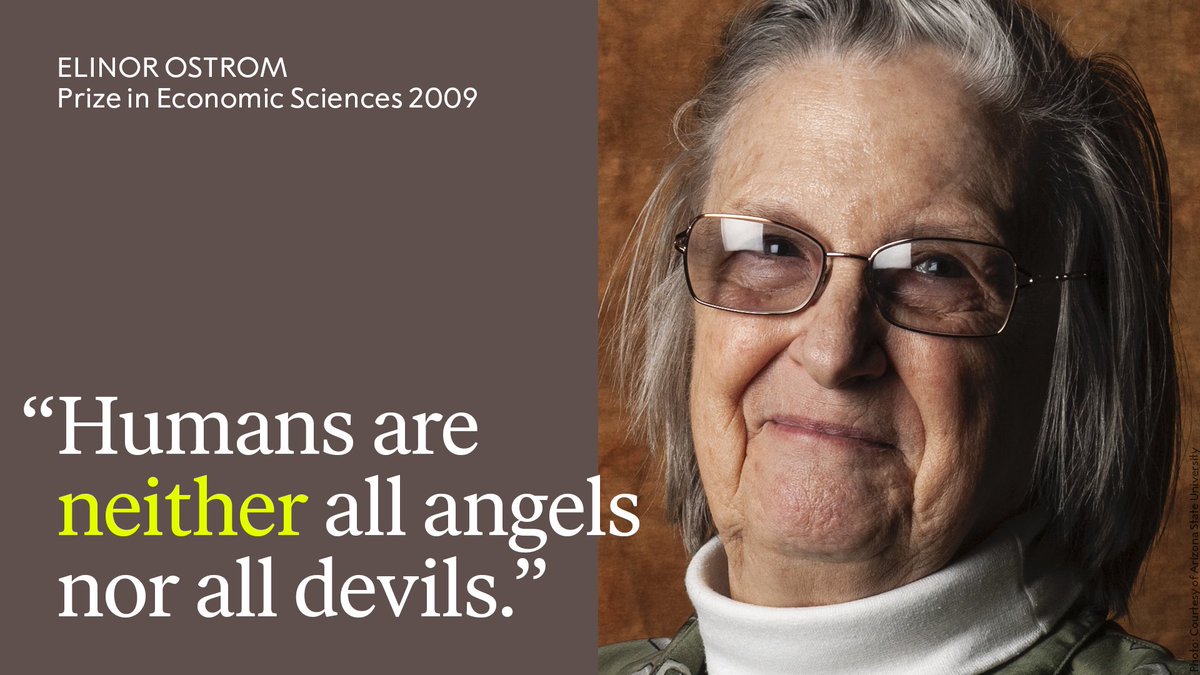 ELINOR OSTROM
Prize in Economic Sciences 2009
“Humans are
neither all angels
nor all devils.”
Photo: Courtesy of Arizona State University